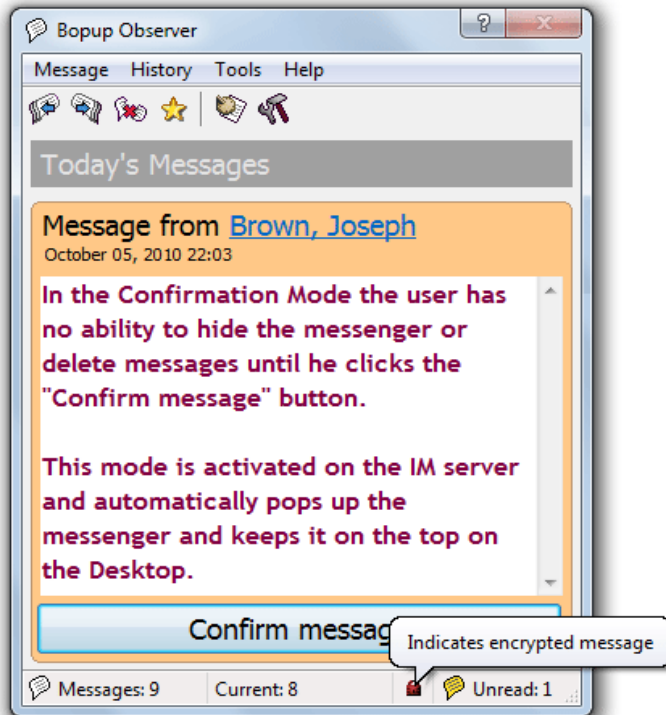 Bopup Observer
Message History Tools Help
Today's Messages
Message from Brown, Joseph
October 05, 2010 22:03
In the Confirmation Mode the user has
no ability to hide the messenger or
delete messages until he clicks the
"Confirm message" button.
This mode is activated on the IM server
and automatically pops up the
messenger and keeps it on the top on
the Desktop.
Confirm messag
Indicates encrypted message
Messages: 9 Current: 8 Unread: 1